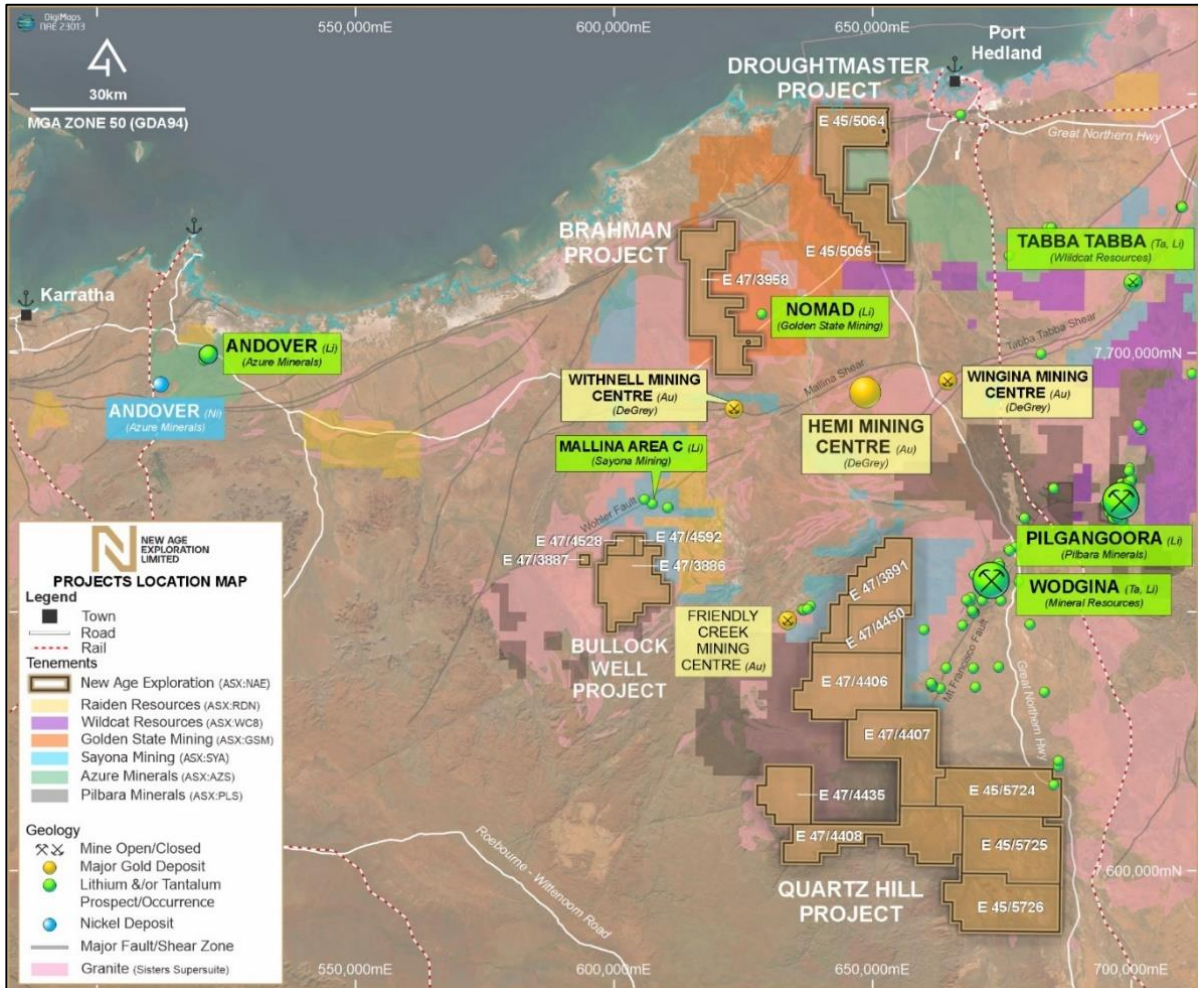 DigiMaps
NAE 23013
550,000mE
600,000mE
650,000mE
Port
Hedland
30km
MGA ZONE 50 (GDA94)
DROUGHTMASTER
PROJECT
E 45/5064
Great Northern Hwy
BRAHMAN
PROJECT
E 45/5065
TABBA TABBA (Ta, Li)
(Wildcat Resources)
E 47/3958
Karratha
NOMAD (Li)
(Golden State Mining)
Tabba Tabba Shear
ANDOVER (Li)
(Azure Minerals)
7,700,000mN
Mallina Shear
WITHNELL MINING
CENTRE (Au)
(DeGrey)
WINGINA MINING
CENTRE (Au)
(DeGrey)
ANDOVER (Ni)
(Azure Minerals)
HEMI MINING
CENTRE (Au)
(DeGrey)
MALLINA AREA C (Li)
(Sayona Mining)
Wohler Fault
E 47/4528
E 47/4592
E 47/3887
E 47/3886
PILGANGOORA (Li)
(Pilbara Minerals)
E 47/3891
WODGINA (Ta, Li)
(Mineral Resources)
E 47/4450
FRIENDLY
CREEK
MINING
CENTRE (Au)
BULLOCK
WELL
PROJECT
Mt Francisco Fault
Great Northern Hwy
E 47/4406
E 47/4407
E 47/4435
E 45/5724
E 47/4408
E 45/5725
Roebourne - Wittenoom Road
7,600,000mN
QUARTZ HILL
PROJECT
E 45/5726
550,000mE
600,000mE
650,000mE
700,000mE
N
NEW AGE
EXPLORATION
LIMITED
PROJECTS LOCATION MAP
Legend
Town
Road
Rail
Tenements
New Age Exploration (ASX:NAE)
Raiden Resources (ASX:RDN)
Wildcat Resources (ASX:WC8)
Golden State Mining (ASX:GSM)
Sayona Mining (ASX:SYA)
Azure Minerals (ASX:AZS)
Pilbara Minerals (ASX:PLS)
Geology
Mine Open/Closed
Major Gold Deposit
Lithium &/or Tantalum
Prospect/Occurrence
Nickel Deposit
Major Fault/Shear Zone
Granite (Sisters Supersuite)